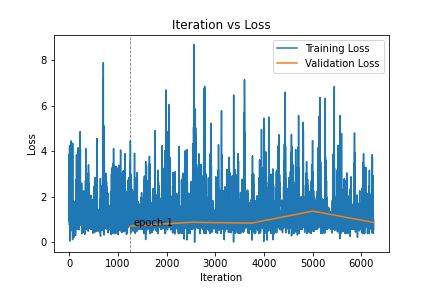 Iteration vs Loss
Training Loss
Validation Loss
8
6
4
2
0
Loss
epoch-1
0 1000 2000 3000 4000 5000 6000
Iteration